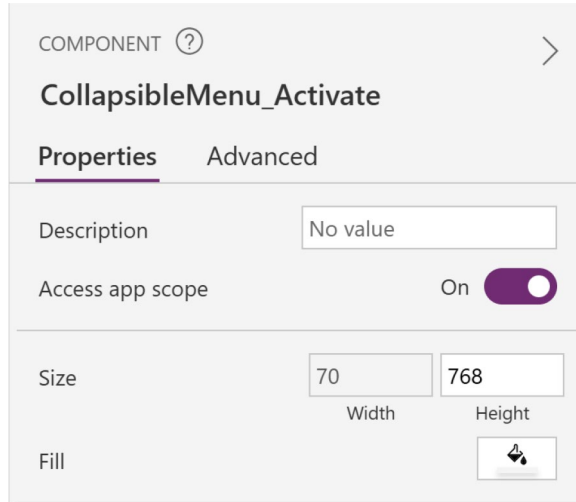 COMPONENT ?
CollapsibleMenu_Activate
Properties Advanced
Description No value
Access app scope On
Size 70 768
Width Height
Fill